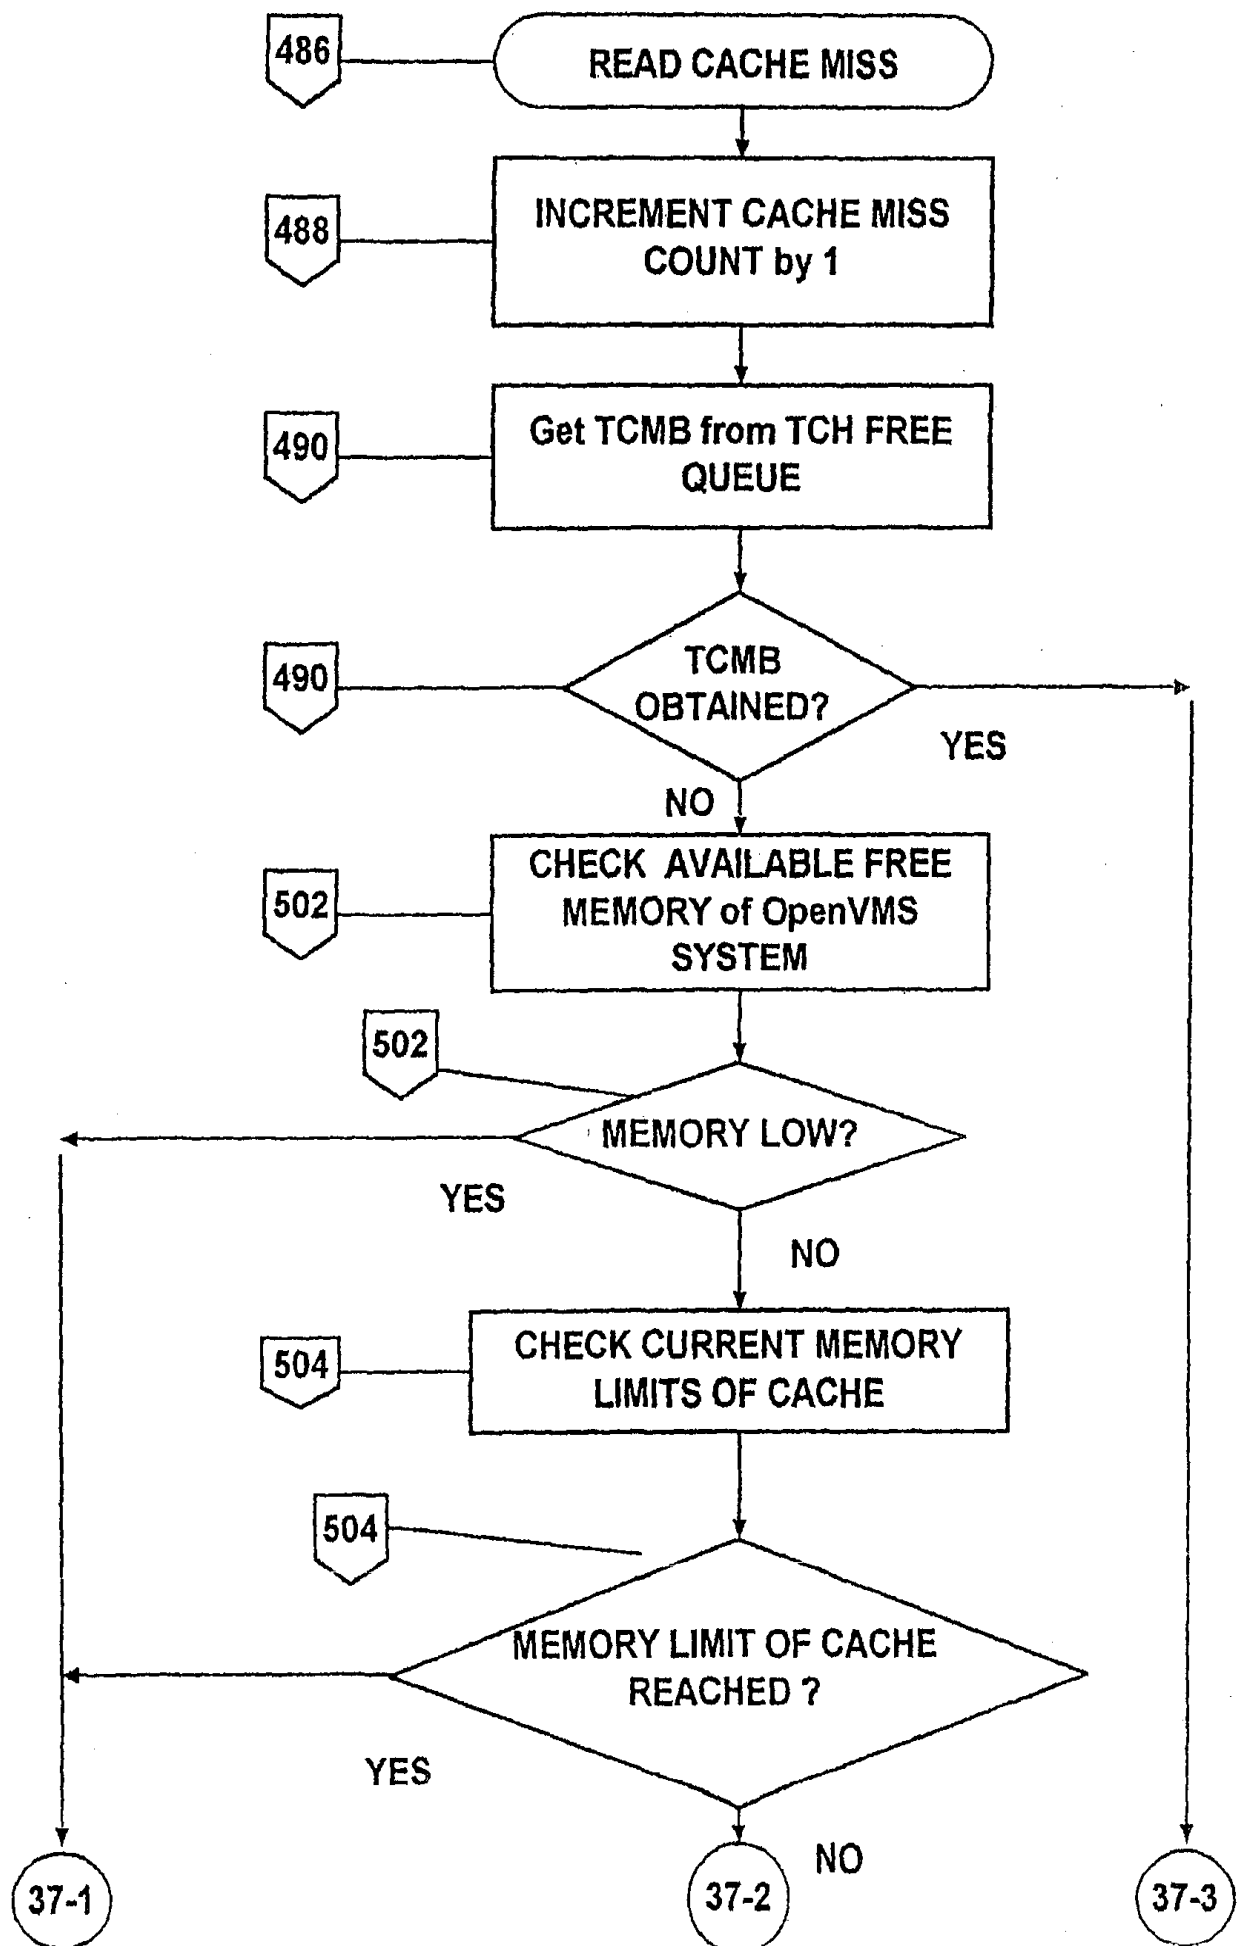 486
READ CACHE MISS
488
INCREMENT CACHE MISS
COUNT by 1
490
Get TCMB from TCH FREE
QUEUE
490
TCMB
OBTAINED?
YES
NO
502
CHECK AVAILABLE FREE
MEMORY of OpenVMS
SYSTEM
502
MEMORY LOW?
YES
NO
504
CHECK CURRENT MEMORY
LIMITS OF CACHE
504
MEMORY LIMIT OF CACHE
REACHED ?
YES
NO
37-1
37-2
37-3